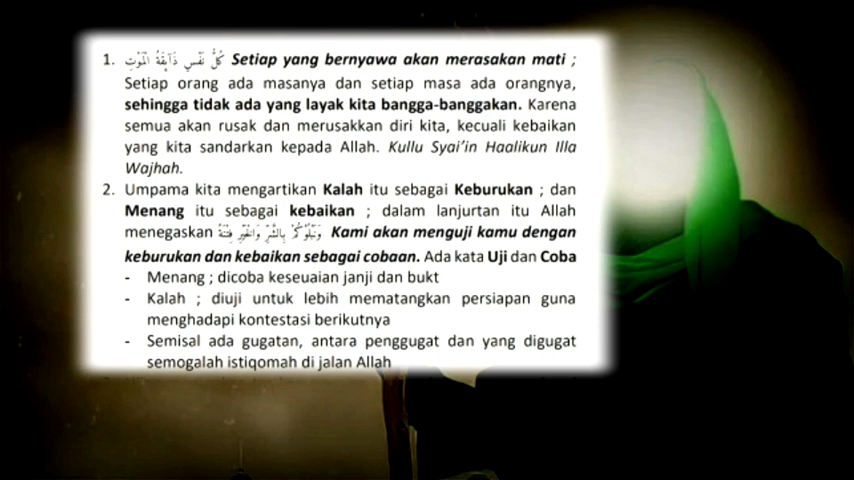 1. كُلُّ نَفْسٍ ذَآىِٕقَةُ الْمَوْتِ Setiap yang bernyawa akan merasakan mati ;
Setiap orang ada masanya dan setiap masa ada orangnya,
sehingga tidak ada yang layak kita bangga-banggakan. Karena
semua akan rusak dan merusakkan diri kita, kecuali kebaikan
yang kita sandarkan kepada Allah. Kullu Syai'in Haalikun Illa
Wajhah.
2. Umpama kita mengartikan Kalah itu sebagai Keburukan ; dan
Menang itu sebagai kebaikan ; dalam lanjurtan itu Allah
menegaskan وَنَبْلُوْكُمْ بِالشَّرِّ وَالْخَيْرِ فِتْنَةً Kami akan menguji kamu dengan
keburukan dan kebaikan sebagai cobaan. Ada kata Uji dan Coba
- Menang ; dicoba keseuaian janji dan bukt
- Kalah ; diuji untuk lebih mematangkan persiapan guna
menghadapi kontestasi berikutnya
- Semisal ada gugatan, antara penggugat dan yang digugat
semogalah istiqomah di jalan Allah